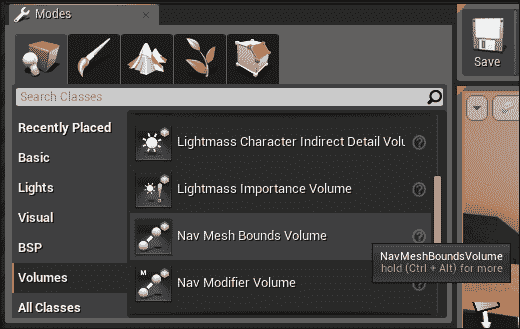 Modes
Save
Search Classes
Recently Placed
Basic
Lights
Visual
BSP
Volumes
All Classes
Lightmass Character Indirect Detail Volu
Lightmass Importance Volume
Nav Mesh Bounds Volume
M
Nav Modifier Volume
NavMeshBoundsVolume
hold (Ctrl + Alt) for more